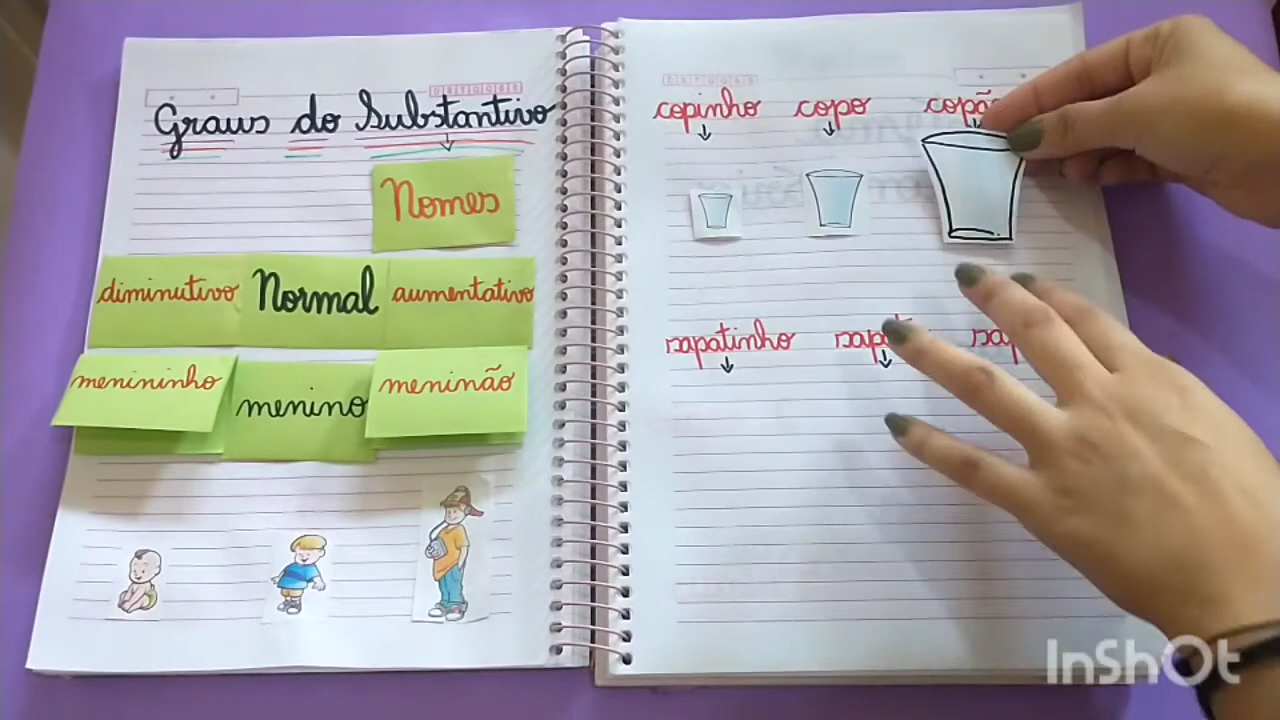 Graus do Substantivo
Nomes
diminutivo Normal aumentativo
menininho menino meninão
copinho copo
sapatinho
InShOt